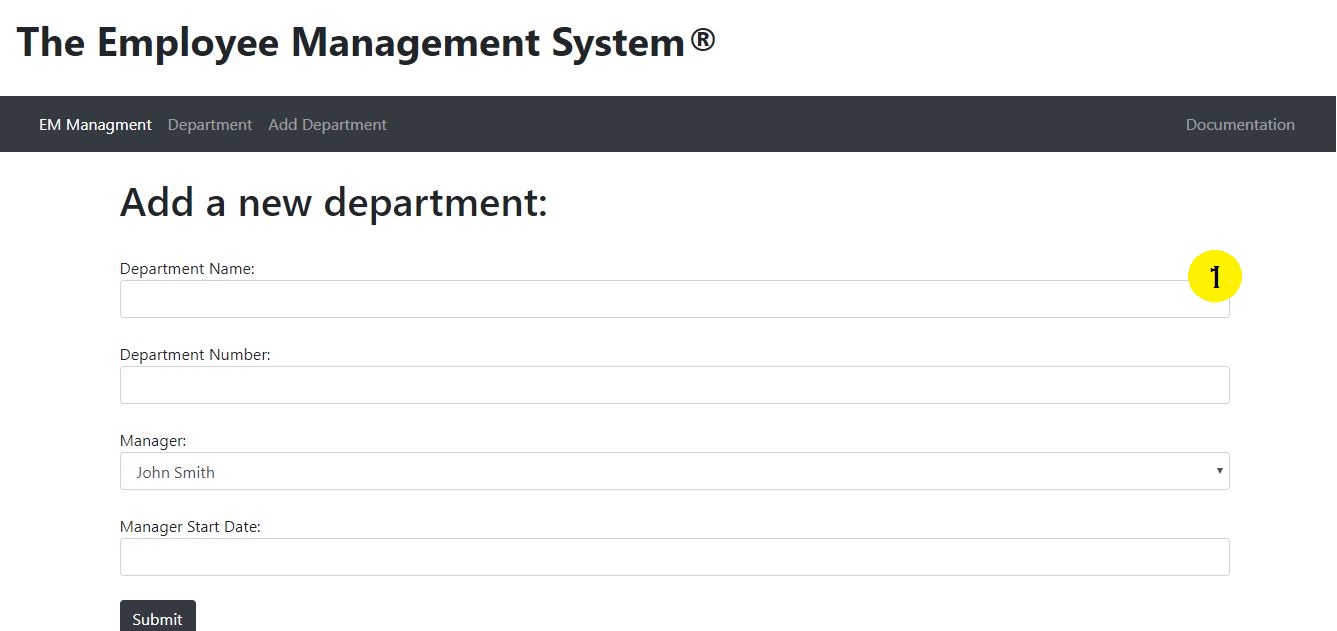 The Employee Management System®
EM Managment Department Add Department Documentation
Add a new department:
Department Name:
Department Number:
Manager:
John Smith
Manager Start Date:
Submit